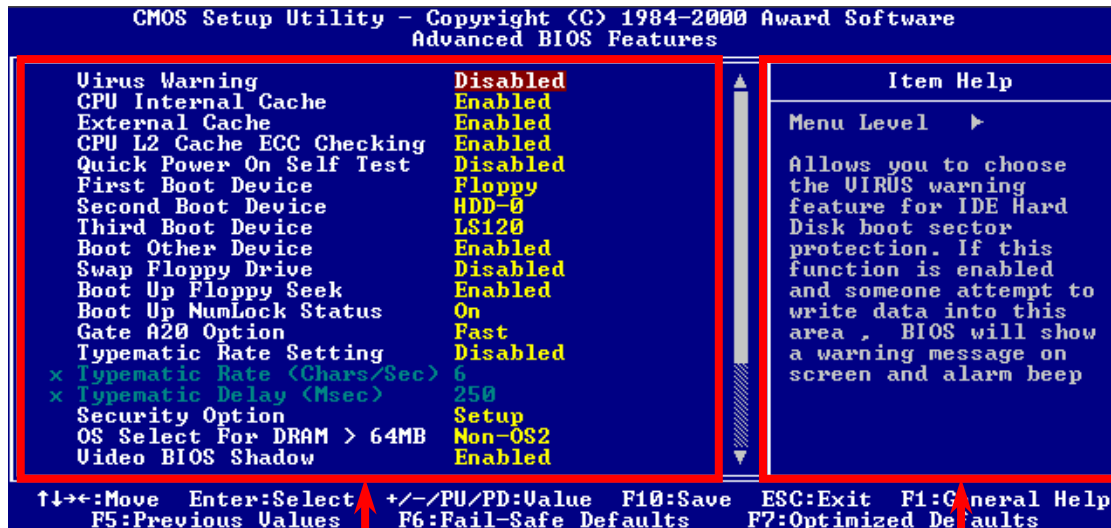 CMOS Setup Utility – Copyright (C) 1984–2000 Award Software
Advanced BIOS Features
Virus Warning Disabled
CPU Internal Cache Enabled
External Cache Enabled
CPU L2 Cache ECC Checking Enabled
Quick Power On Self Test Disabled
First Boot Device Floppy
Second Boot Device HDD-0
Third Boot Device LS120
Boot Other Device Enabled
Swap Floppy Drive Disabled
Boot Up Floppy Seek Enabled
Boot Up NumLock Status On
Gate A20 Option Fast
Typematic Rate Setting Disabled
x Typematic Rate (Chars/Sec) 6
x Typematic Delay (Msec) 250
Security Option Setup
OS Select For DRAM > 64MB Non-OS2
Video BIOS Shadow Enabled
Item Help
Menu Level ▶
Allows you to choose
the VIRUS warning
feature for IDE Hard
Disk boot sector
protection. If this
function is enabled
and someone attempt to
write data into this
area , BIOS will show
a warning message on
screen and alarm beep
↑↓→←:Move Enter:Select +/-/PU/PD:Value F10:Save ESC:Exit F1:General Help
F5:Previous Values F6:Fail-Safe Defaults F7:Optimized Defaults